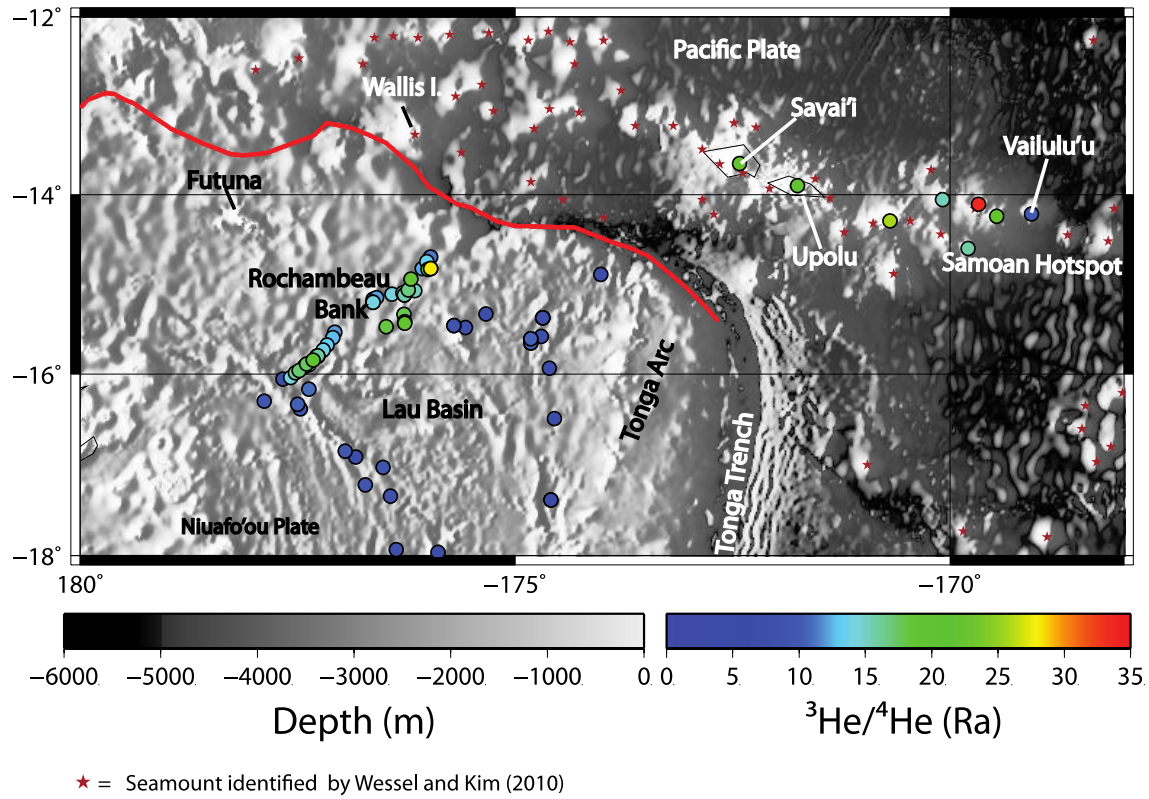 −12°
Pacific Plate
Wallis I.
Savai'i
Vailulu'u
−14°
Futuna
Upolu
Samoan Hotspot
Rochambeau
Bank
−16°
Lau Basin
Tonga Arc
Tonga Trench
Niuafo'ou Plate
−18°
180° −175° −170°
−6000. −5000. −4000. −3000. −2000. −1000. 0. 0. 5. 10. 15. 20. 25. 30. 35.
Depth (m) ³He/⁴He (Ra)
★ = Seamount identified by Wessel and Kim (2010)